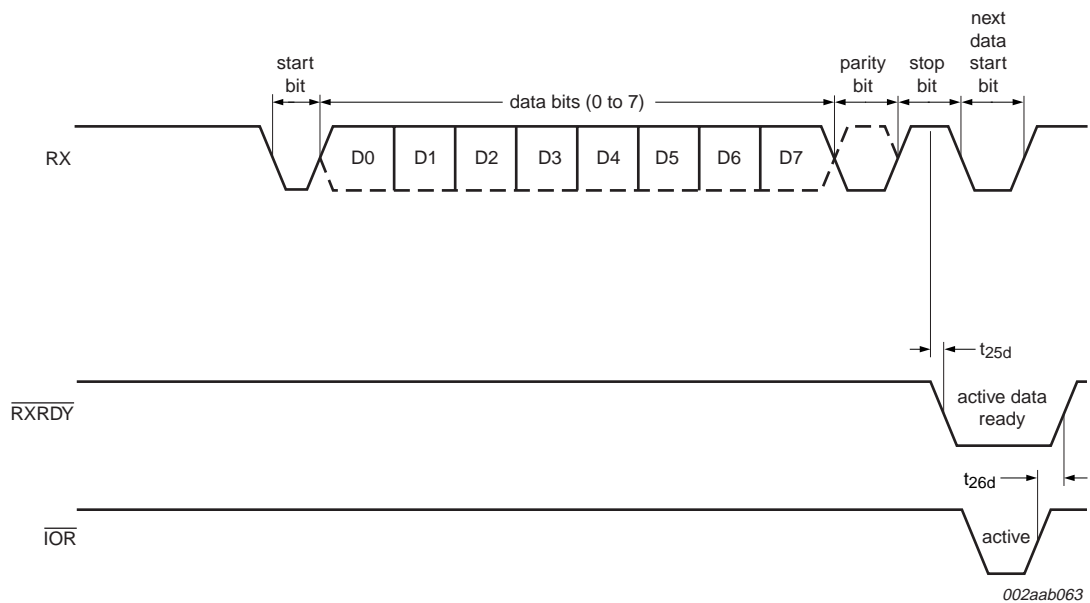 start
bit
data bits (0 to 7)
parity
bit
stop
bit
next
data
start
bit
RX
D0
D1
D2
D3
D4
D5
D6
D7
t25d
RXRDY
active data
ready
t26d
IOR
active
002aab063